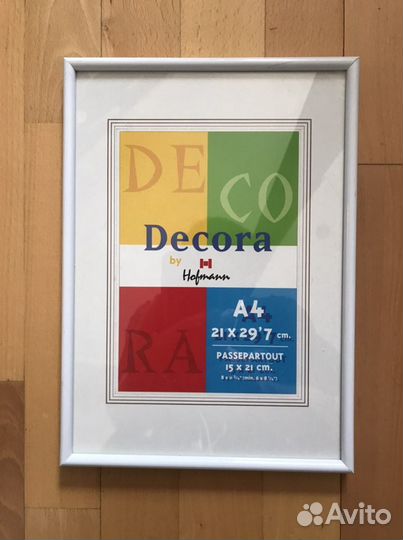 DE
CO
Decora
by
Hofmann
RA
A4
21 x 29'7 cm.
PASSEPARTOUT
15 x 21 cm.
Avito